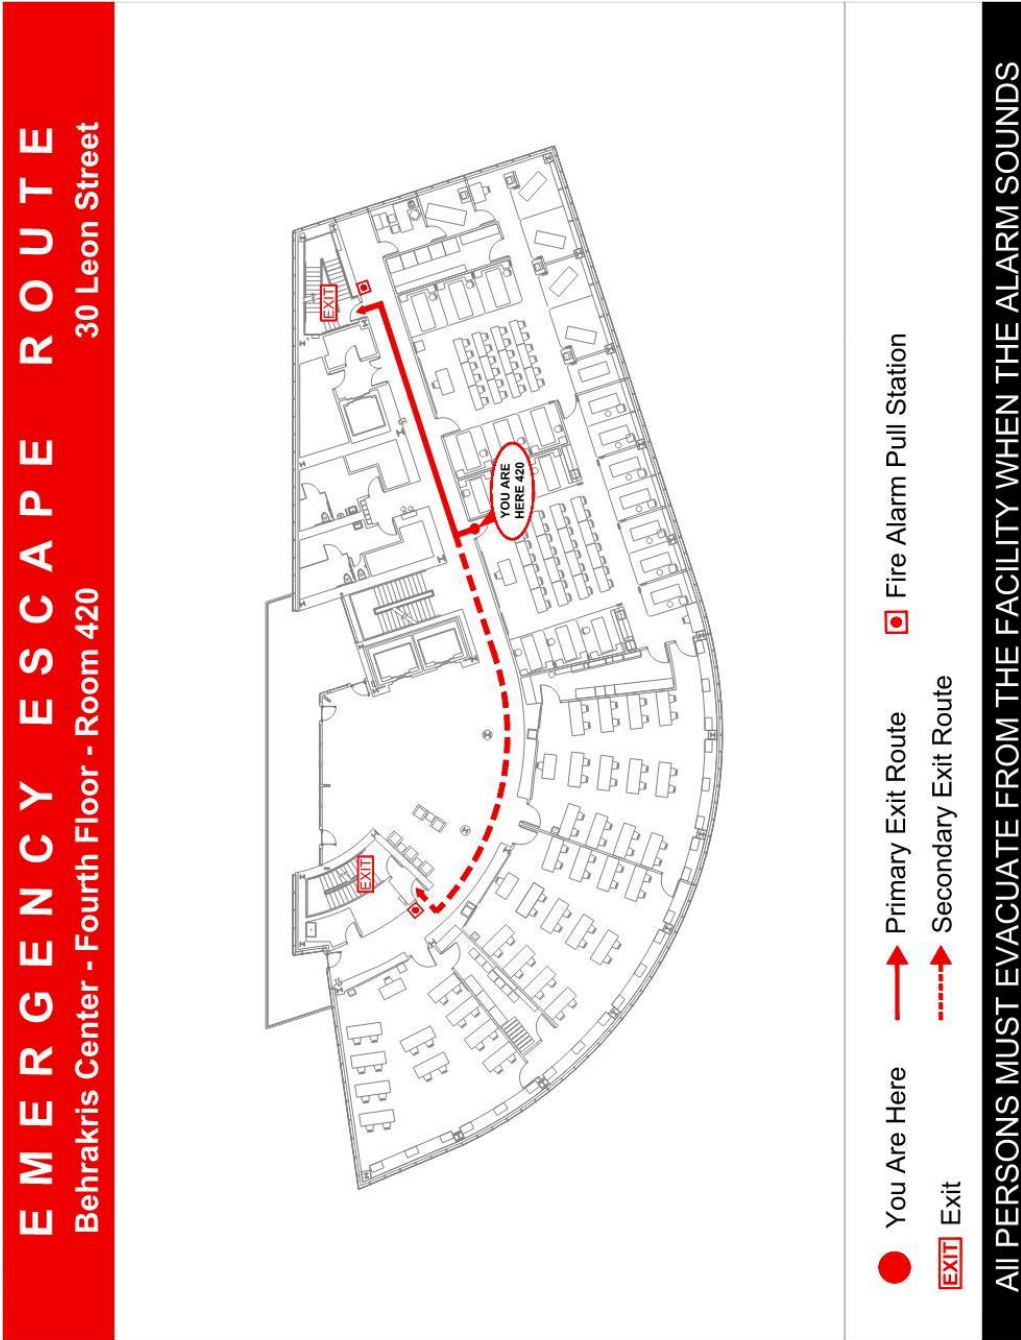 EMERGENCY ESCAPE ROUTE
Behrakris Center - Fourth Floor - Room 420
30 Leon Street
EXIT
EXIT
YOU ARE
HERE 420
You Are Here
Primary Exit Route
Fire Alarm Pull Station
EXIT Exit
Secondary Exit Route
All PERSONS MUST EVACUATE FROM THE FACILITY WHEN THE ALARM SOUNDS